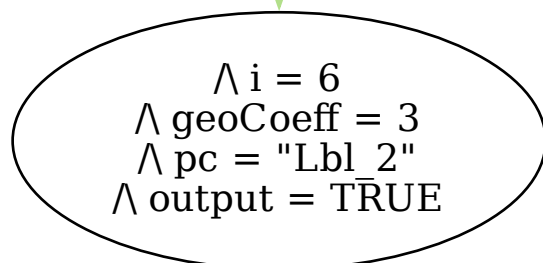 /\ i = 6
/\ geoCoeff = 3
/\ pc = "Lbl_2"
/\ output = TRUE